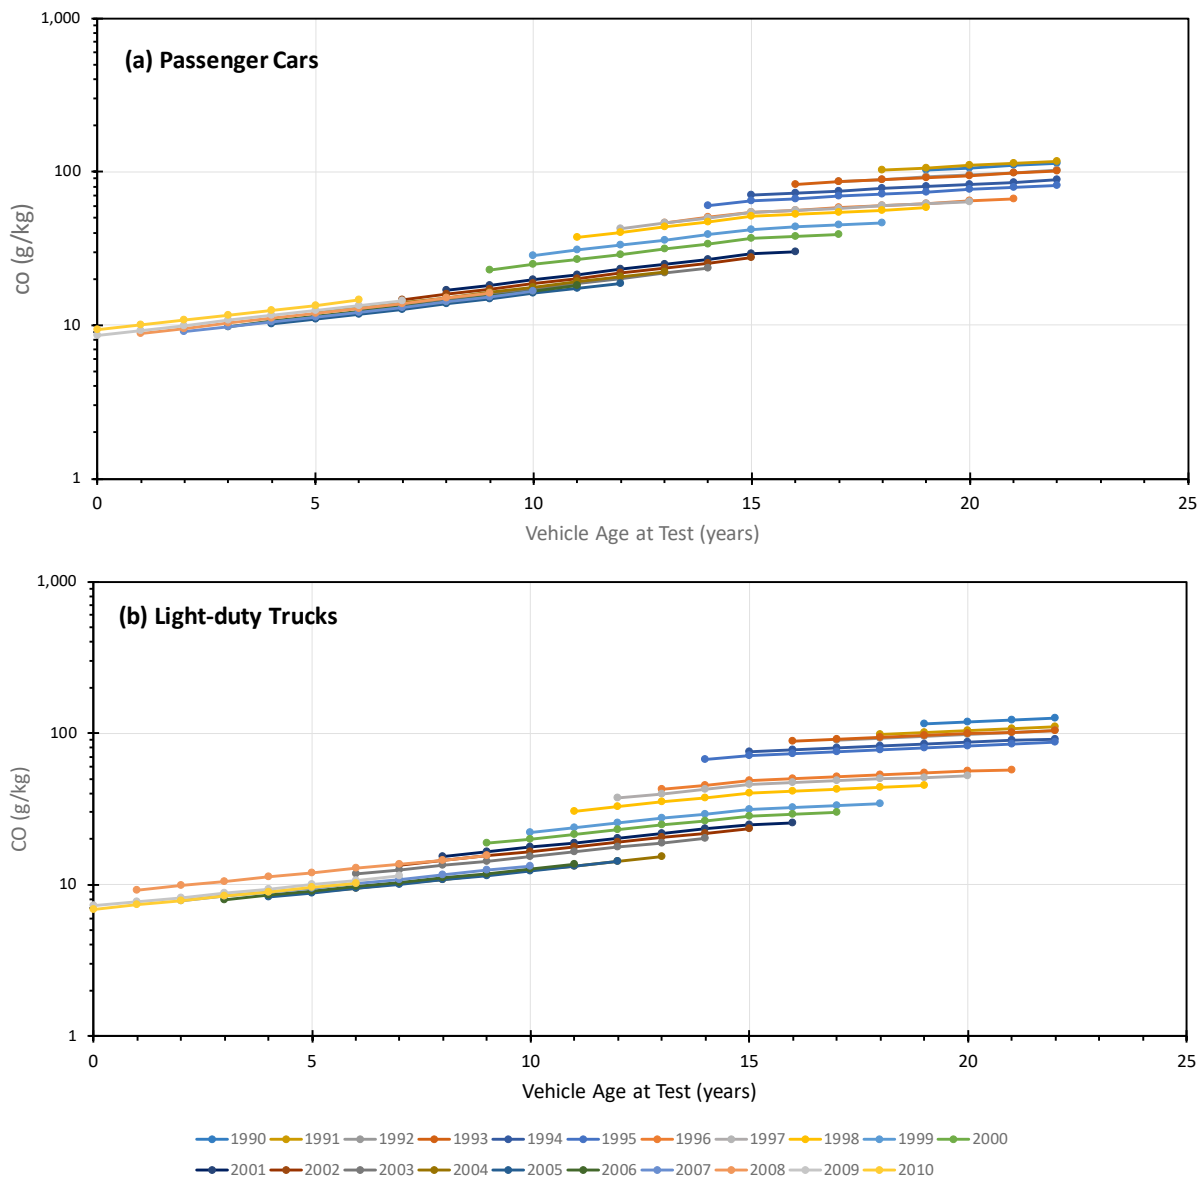 1,000
(a) Passenger Cars
100
10
1
co (g/kg)
0 5 10 15 20 25
Vehicle Age at Test (years)
1,000
(b) Light-duty Trucks
100
10
1
CO (g/kg)
0 5 10 15 20 25
Vehicle Age at Test (years)
1990 1991 1992 1993 1994 1995 1996 1997 1998 1999 2000
2001 2002 2003 2004 2005 2006 2007 2008 2009 2010